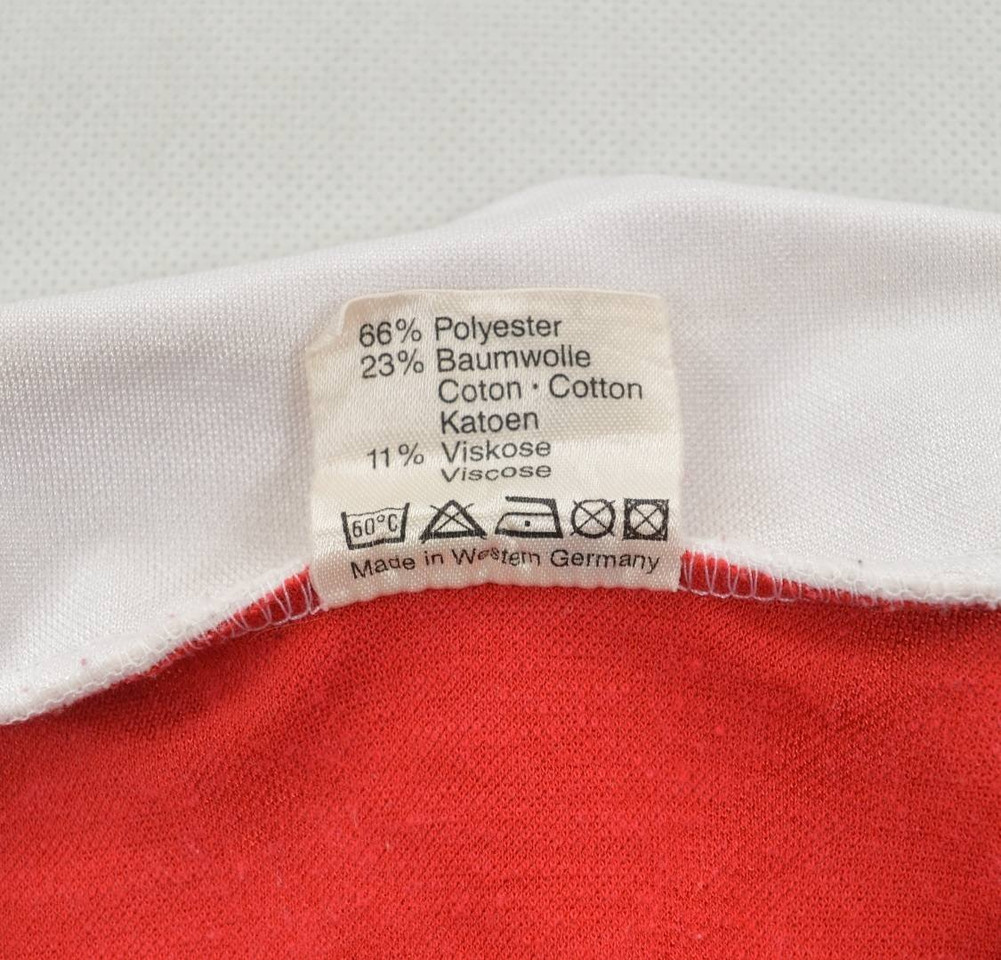 66% Polyester
23% Baumwolle
Coton · Cotton
Katoen
11% Viskose
Viscose
60°C
Made in Western Germany